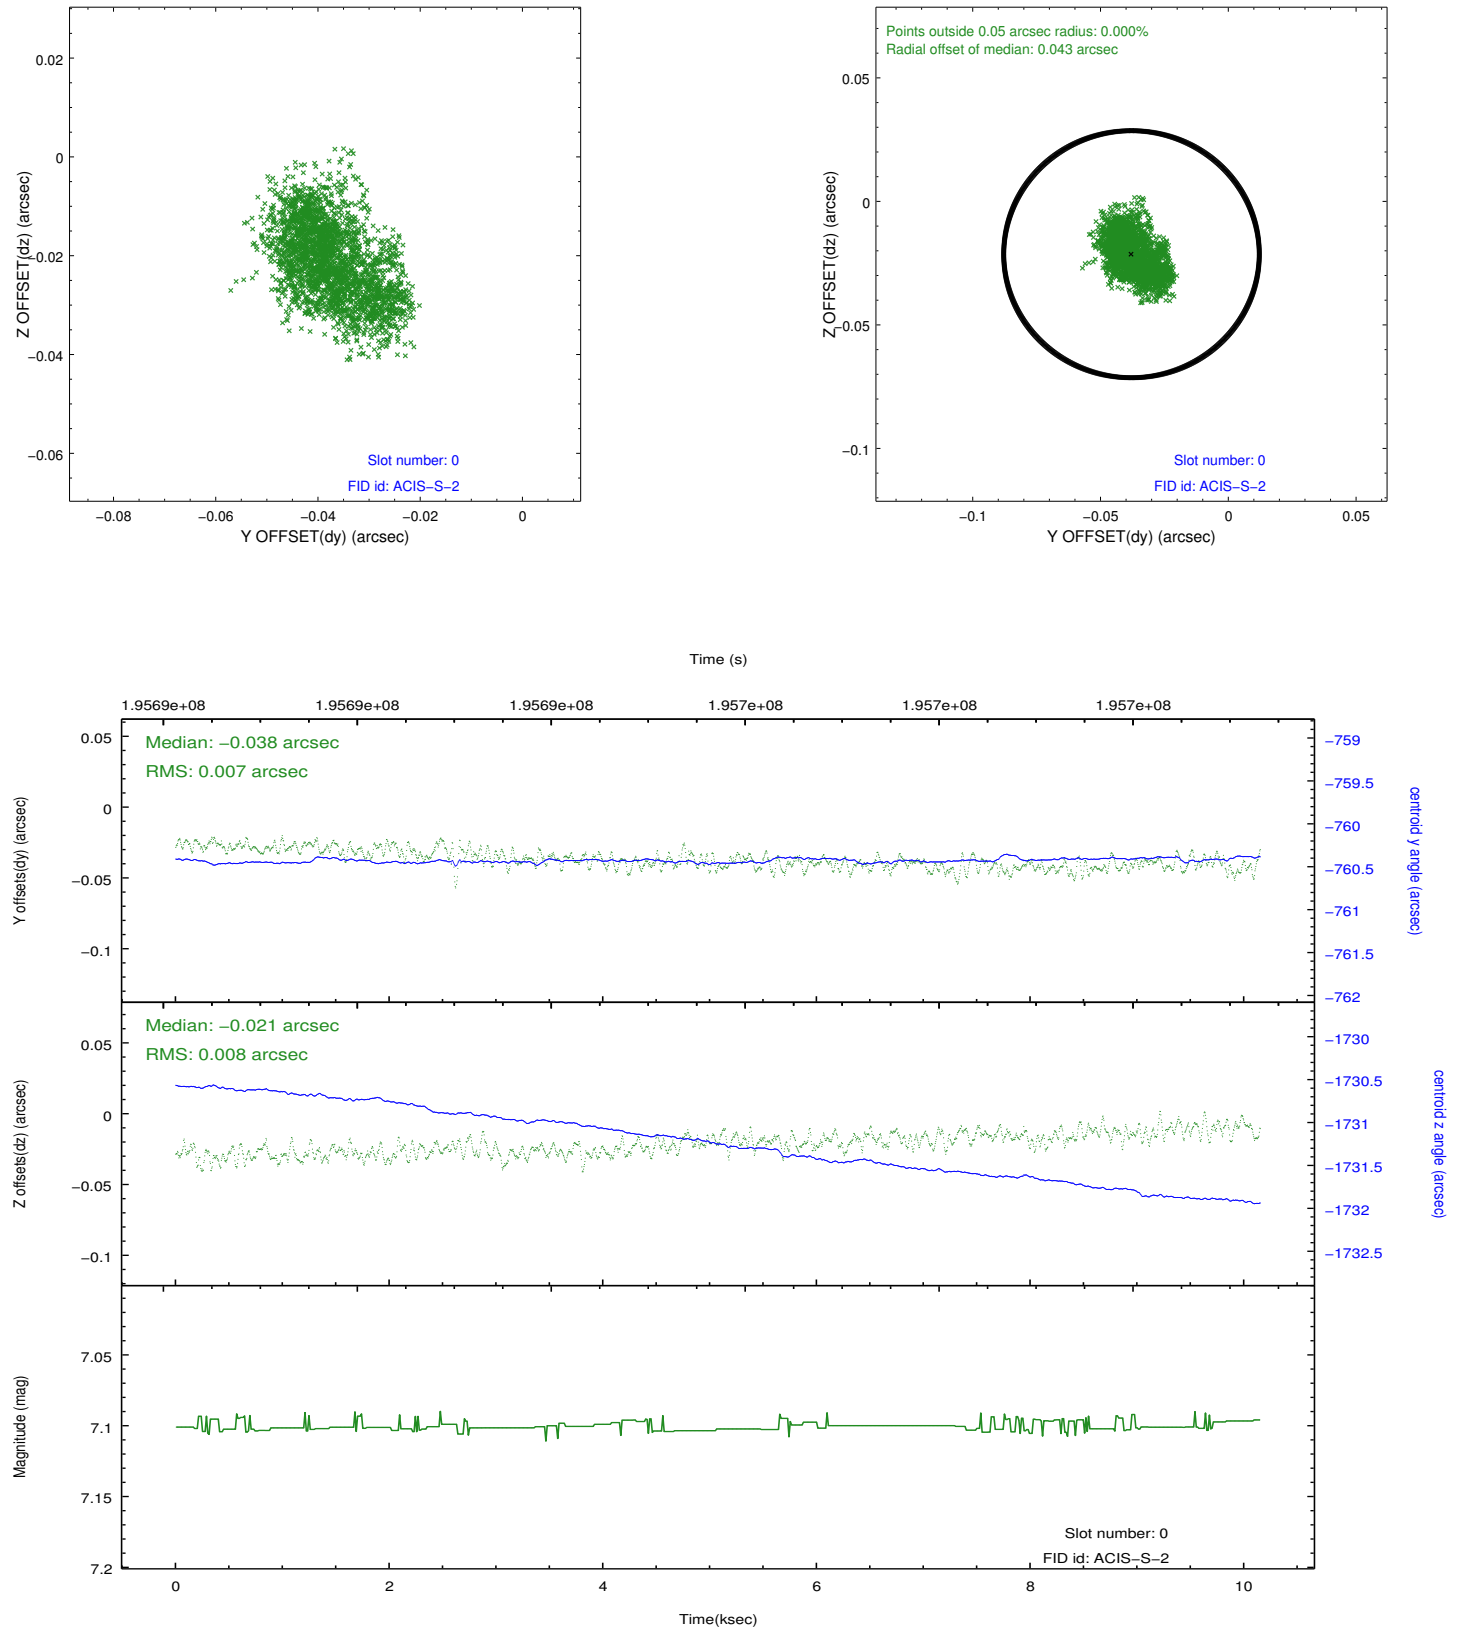 0.02
0
−0.02
−0.04
−0.06
Z OFFSET(dz) (arcsec)
Slot number: 0
FID id: ACIS−S−2
−0.08 −0.06 −0.04 −0.02 0
Y OFFSET(dy) (arcsec)
Points outside 0.05 arcsec radius: 0.000%
Radial offset of median: 0.043 arcsec
0.05
0
−0.05
−0.1
Z OFFSET(dz) (arcsec)
Slot number: 0
FID id: ACIS−S−2
−0.1 −0.05 0 0.05
Y OFFSET(dy) (arcsec)
Time (s)
1.9569e+08 1.9569e+08 1.9569e+08 1.957e+08 1.957e+08 1.957e+08
Median: −0.038 arcsec
RMS: 0.007 arcsec
0.05
0
−0.05
−0.1
Y offsets(dy) (arcsec)
−759
−759.5
−760
−760.5
−761
−761.5
−762
centroid y angle (arcsec)
Median: −0.021 arcsec
RMS: 0.008 arcsec
0.05
0
−0.05
−0.1
Z offsets(dz) (arcsec)
−1730
−1730.5
−1731
−1731.5
−1732
−1732.5
centroid z angle (arcsec)
7.05
7.1
7.15
7.2
Magnitude (mag)
Slot number: 0
FID id: ACIS−S−2
0 2 4 6 8 10
Time(ksec)